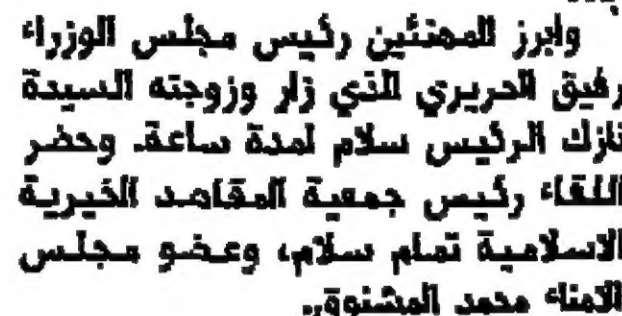 وابرز المهنئين رئيس مجلس الوزراء
رفيق الحريري الذي زار وزوجته السيدة
نازك الرئيس سلام لمدة ساعة. وحضر
اللقاء رئيس جمعية المقاصد الخيرية
الاسلامية تمام سلام، وعضو مجلس
الامناء محمد المشنوق.